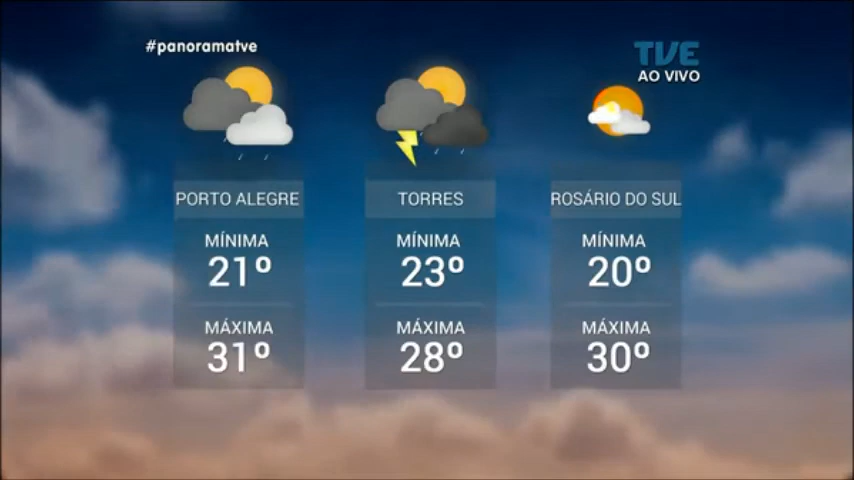 #panoramatve
TVE
AO VIVO
PORTO ALEGRE
TORRES
ROSÁRIO DO SUL
MÍNIMA
21º
MÍNIMA
23º
MÍNIMA
20º
MÁXIMA
31º
MÁXIMA
28º
MÁXIMA
30º